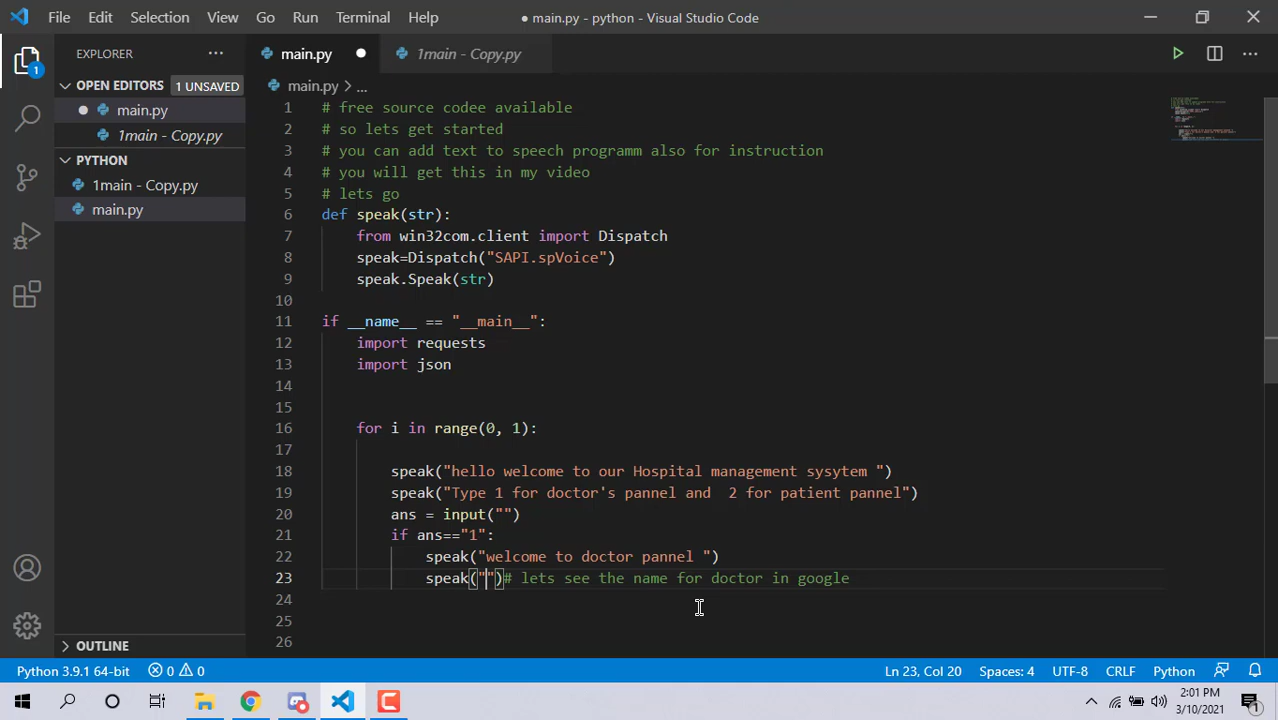 File Edit Selection View Go Run Terminal Help
● main.py - python - Visual Studio Code
EXPLORER ...
main.py ● 1main - Copy.py
OPEN EDITORS 1 UNSAVED
main.py > ...
● main.py
1main - Copy.py
PYTHON
1main - Copy.py
main.py
1 # free source codee available
2 # so lets get started
3 # you can add text to speech programm also for instruction
4 # you will get this in my video
5 # lets go
6 def speak(str):
7 from win32com.client import Dispatch
8 speak=Dispatch("SAPI.spVoice")
9 speak.Speak(str)
10
11 if __name__ == "__main__":
12 import requests
13 import json
14
15
16 for i in range(0, 1):
17
18 speak("hello welcome to our Hospital management sysytem ")
19 speak("Type 1 for doctor's pannel and  2 for patient pannel")
20 ans = input("")
21 if ans=="1":
22 speak("welcome to doctor pannel ")
23 speak("")# lets see the name for doctor in google
24
25
26
1
OUTLINE
Python 3.9.1 64-bit 0 0 Ln 23, Col 20 Spaces: 4 UTF-8 CRLF Python
2:01 PM
3/10/2021
1